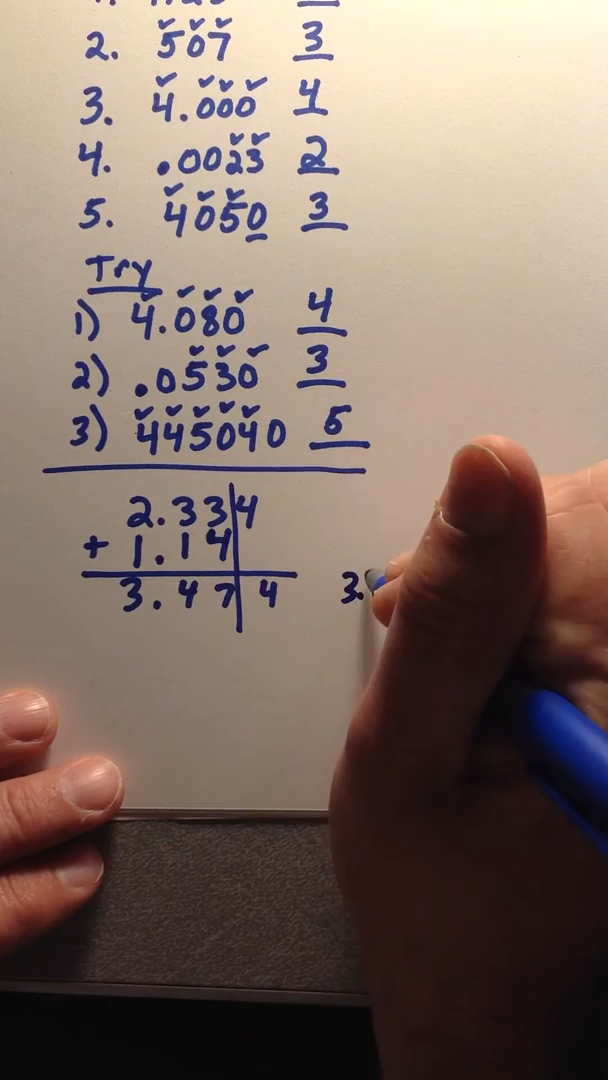 2. 507 3
3. 4.000 4
4. .0023 2
5. 4050 3
Try
1) 4.080 4
2) .0530 3
3) 445040 5
2.334
+ 1.14
3.474 3.